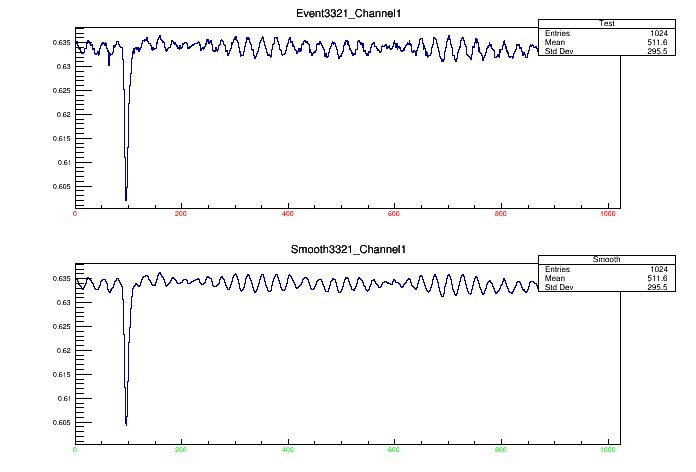 Event3321_Channel1
Test
Entries 1024
Mean 511.6
Std Dev 295.5
0.635
0.63
0.625
0.62
0.615
0.61
0.605
0 200 400 600 800 1000
Smooth3321_Channel1
Smooth
Entries 1024
Mean 511.6
Std Dev 295.5
0.635
0.63
0.625
0.62
0.615
0.61
0.605
0 200 400 600 800 1000